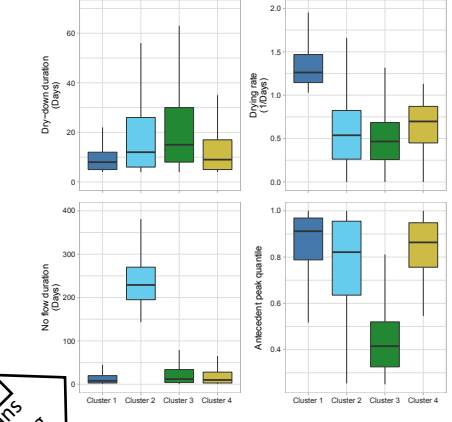 Dry−down duration
(Days)
60
40
20
0
Drying rate
(1/Days)
2.0
1.5
1.0
0.5
0.0
No flow duration
(Days)
400
300
200
100
0
Cluster 1 Cluster 2 Cluster 3 Cluster 4
Antecedent peak quantile
1.0
0.8
0.6
0.4
Cluster 1 Cluster 2 Cluster 3 Cluster 4